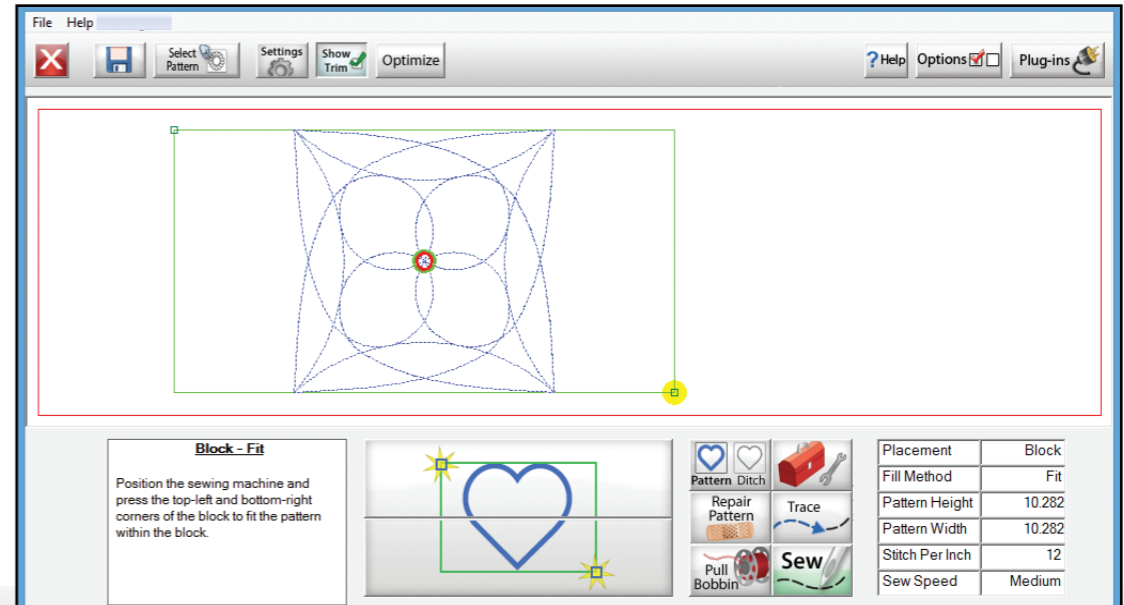 File Help
Select Pattern
Settings
Show Trim
Optimize
? Help
Options
Plug-ins
Block - Fit
Position the sewing machine and
press the top-left and bottom-right
corners of the block to fit the pattern
within the block.
Pattern Ditch
Repair Pattern
Trace
Pull Bobbin
Sew
Placement Block
Fill Method Fit
Pattern Height 10.282
Pattern Width 10.282
Stitch Per Inch 12
Sew Speed Medium